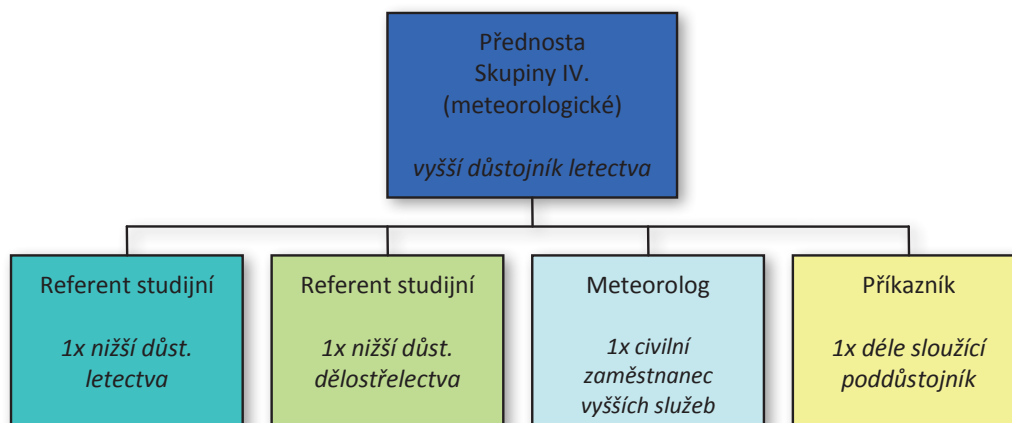 Přednosta
Skupiny IV.
(meteorologické)
vyšší důstojník letectva
Referent studijní
1x nižší důst.
letectva
Referent studijní
1x nižší důst.
dělostřelectva
Meteorolog
1x civilní
zaměstnanec
vyšších služeb
Příkazník
1x déle sloužící
poddůstojník